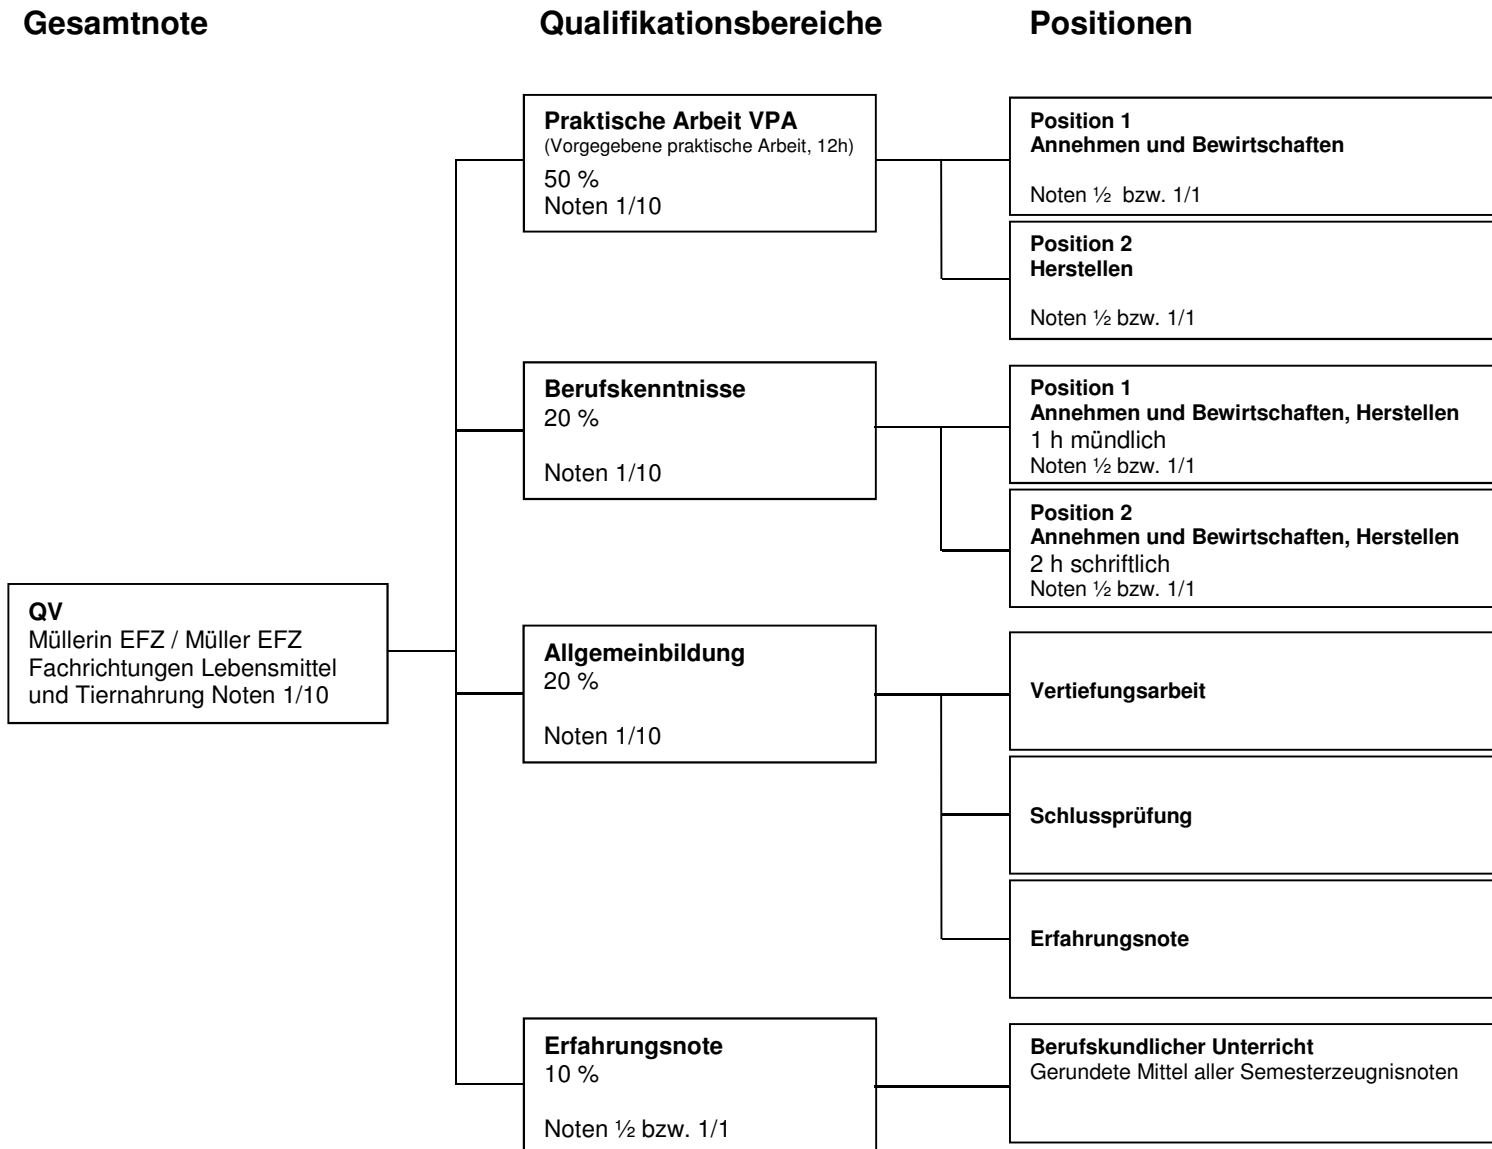 Gesamtnote
Qualifikationsbereiche
Positionen
Praktische Arbeit VPA
(Vorgegebene praktische Arbeit, 12h)
50 %
Noten 1/10
Position 1
Annehmen und Bewirtschaften
Noten ½ bzw. 1/1
Position 2
Herstellen
Noten ½ bzw. 1/1
Berufskenntnisse
20 %
Noten 1/10
Position 1
Annehmen und Bewirtschaften, Herstellen
1 h mündlich
Noten ½ bzw. 1/1
Position 2
Annehmen und Bewirtschaften, Herstellen
2 h schriftlich
Noten ½ bzw. 1/1
QV
Müllerin EFZ / Müller EFZ
Fachrichtungen Lebensmittel
und Tiernahrung Noten 1/10
Allgemeinbildung
20 %
Noten 1/10
Vertiefungsarbeit
Schlussprüfung
Erfahrungsnote
Erfahrungsnote
10 %
Noten ½ bzw. 1/1
Berufskundlicher Unterricht
Gerundete Mittel aller Semesterzeugnisnoten